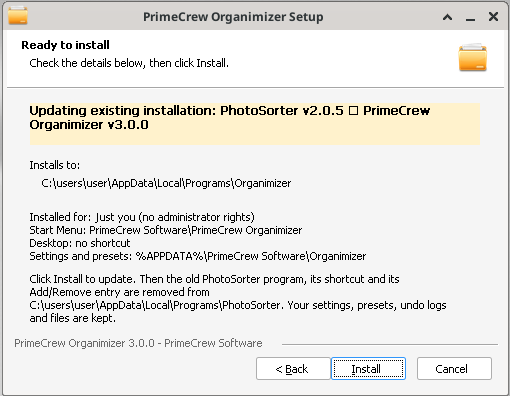 PrimeCrew Organimizer Setup
Ready to install
Check the details below, then click Install.
Updating existing installation: PhotoSorter v2.0.5 □ PrimeCrew
Organimizer v3.0.0
Installs to:
C:\users\user\AppData\Local\Programs\Organimizer
Installed for: Just you (no administrator rights)
Start Menu: PrimeCrew Software\PrimeCrew Organimizer
Desktop: no shortcut
Settings and presets: %APPDATA%\PrimeCrew Software\Organimizer
Click Install to update. Then the old PhotoSorter program, its shortcut and its
Add/Remove entry are removed from
C:\users\user\AppData\Local\Programs\PhotoSorter. Your settings, presets, undo logs
and files are kept.
PrimeCrew Organimizer 3.0.0 - PrimeCrew Software
< Back
Install
Cancel